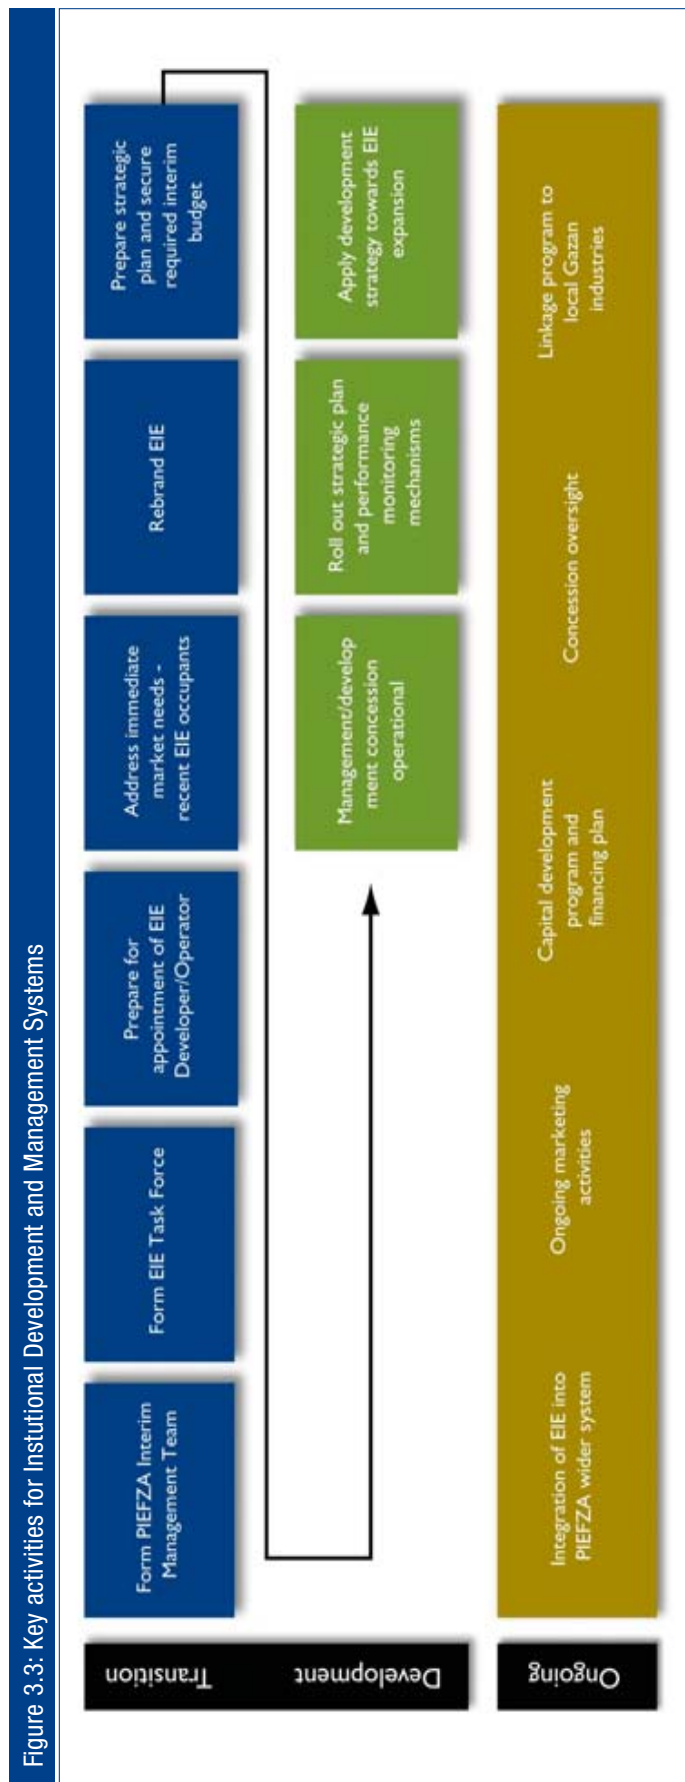 Figure 3.3: Key activities for Instutional Development and Management Systems
Transition
Form PIEFZA Interim
Management Team
Form EIE Task Force
Prepare for
appointment of EIE
Developer/Operator
Address immediate
market needs -
recent EIE occupants
Rebrand EIE
Prepare strategic
plan and secure
required interim
budget
Development
Management/develop
ment concession
operational
Roll out strategic plan
and performance
monitoring
mechanisms
Apply development
strategy towards EIE
expansion
Ongoing
Integration of EIE into
PIEFZA wider system
Ongoing marketing
activities
Capital development
program and
financing plan
Concession oversight
Linkage program to
local Gazan
industries